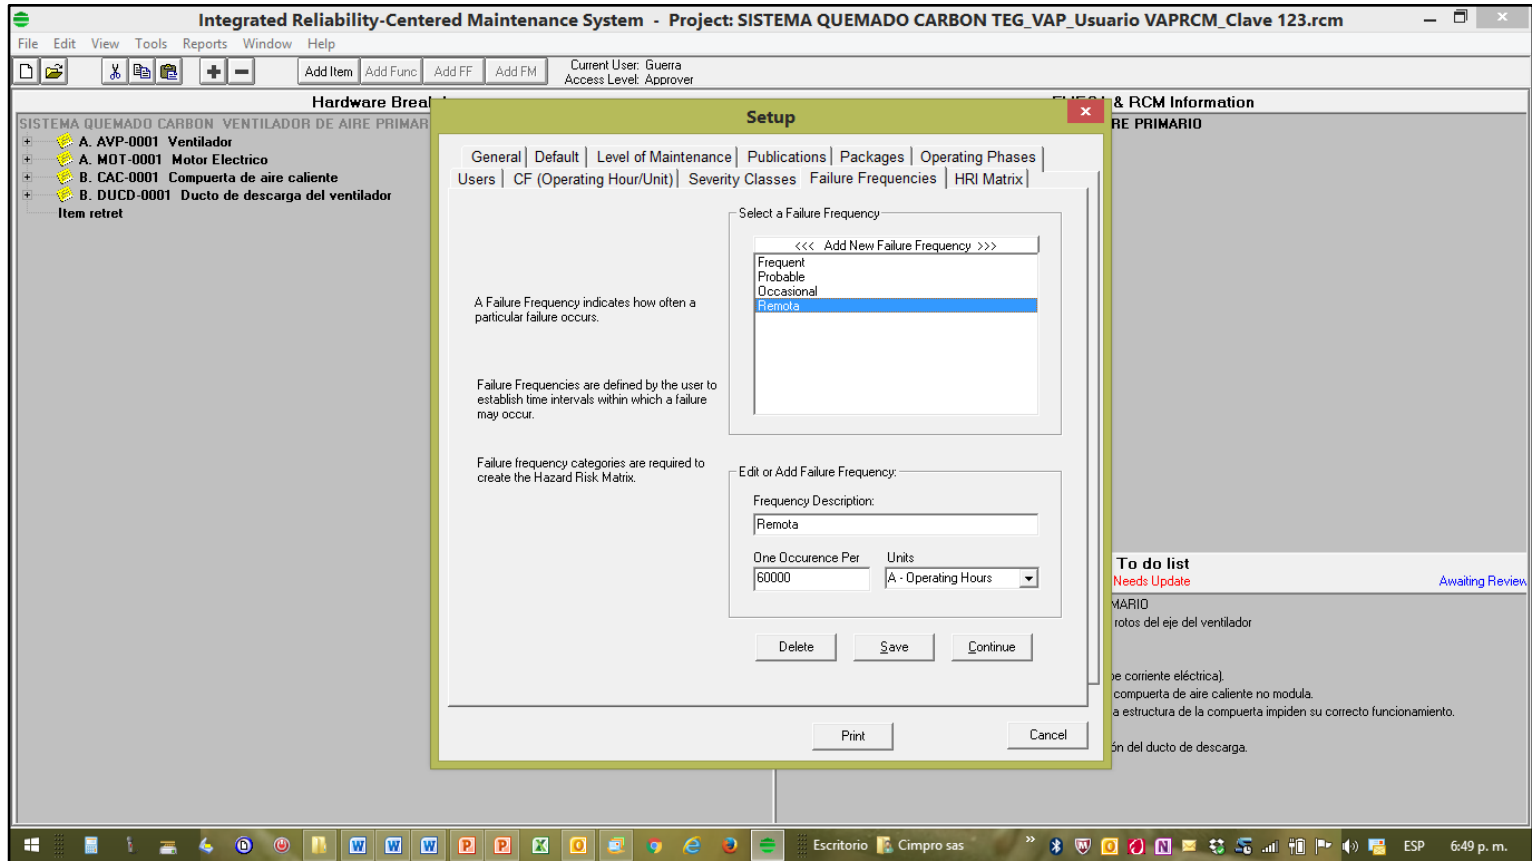 Integrated Reliability-Centered Maintenance System - Project: SISTEMA QUEMADO CARBON TEG_VAP_Usuario VAPRCM_Clave 123.rcm
File Edit View Tools Reports Window Help
Add Item Add Func Add FF Add FM
Current User: Guerra
Access Level: Approver
Hardware Brea
& RCM Information
SISTEMA QUEMADO CARBON VENTILADOR DE AIRE PRIMAR
RE PRIMARIO
A. AVP-0001 Ventilador
A. MOT-0001 Motor Electrico
B. CAC-0001 Compuerta de aire caliente
B. DUCD-0001 Ducto de descarga del ventilador
Item retret
Setup
General Default Level of Maintenance Publications Packages Operating Phases
Users CF (Operating Hour/Unit) Severity Classes Failure Frequencies HRI Matrix
Select a Failure Frequency
<<< Add New Failure Frequency >>>
Frequent
Probable
Occasional
Remota
A Failure Frequency indicates how often a
particular failure occurs.
Failure Frequencies are defined by the user to
establish time intervals within which a failure
may occur.
Failure frequency categories are required to
create the Hazard Risk Matrix.
Edit or Add Failure Frequency:
Frequency Description:
Remota
One Occurence Per Units
60000 A - Operating Hours
Delete Save Continue
Print Cancel
To do list
Needs Update Awaiting Review
MARIO
rotos del eje del ventilador
be corriente eléctrica).
compuerta de aire caliente no modula.
a estructura de la compuerta impiden su correcto funcionamiento.
ón del ducto de descarga.
Escritorio Cimpro sas » ESP 6:49 p. m.